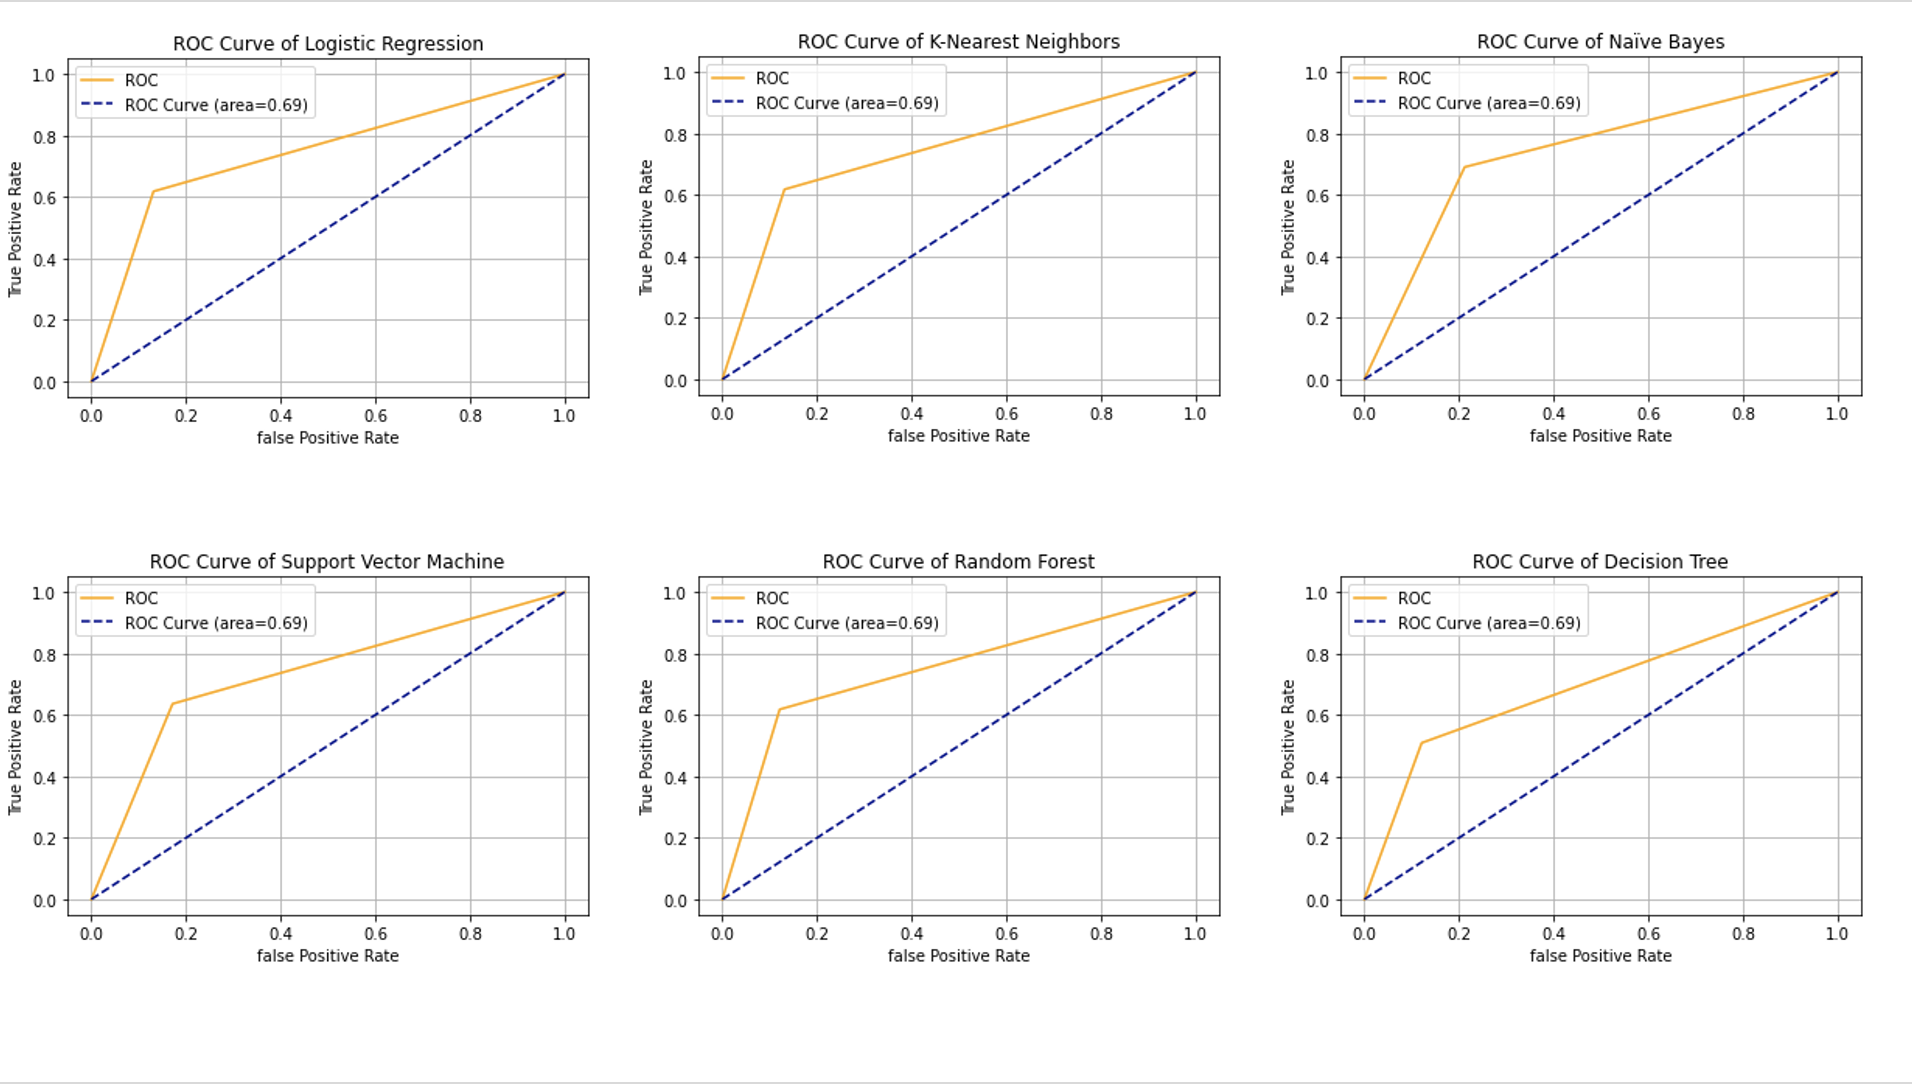 ROC Curve of Logistic Regression
ROC
ROC Curve (area=0.69)
1.0
0.8
0.6
0.4
0.2
0.0
True Positive Rate
0.0 0.2 0.4 0.6 0.8 1.0
false Positive Rate
ROC Curve of K-Nearest Neighbors
ROC
ROC Curve (area=0.69)
1.0
0.8
0.6
0.4
0.2
0.0
True Positive Rate
0.0 0.2 0.4 0.6 0.8 1.0
false Positive Rate
ROC Curve of Naïve Bayes
ROC
ROC Curve (area=0.69)
1.0
0.8
0.6
0.4
0.2
0.0
True Positive Rate
0.0 0.2 0.4 0.6 0.8 1.0
false Positive Rate
ROC Curve of Support Vector Machine
ROC
ROC Curve (area=0.69)
1.0
0.8
0.6
0.4
0.2
0.0
True Positive Rate
0.0 0.2 0.4 0.6 0.8 1.0
false Positive Rate
ROC Curve of Random Forest
ROC
ROC Curve (area=0.69)
1.0
0.8
0.6
0.4
0.2
0.0
True Positive Rate
0.0 0.2 0.4 0.6 0.8 1.0
false Positive Rate
ROC Curve of Decision Tree
ROC
ROC Curve (area=0.69)
1.0
0.8
0.6
0.4
0.2
0.0
True Positive Rate
0.0 0.2 0.4 0.6 0.8 1.0
false Positive Rate